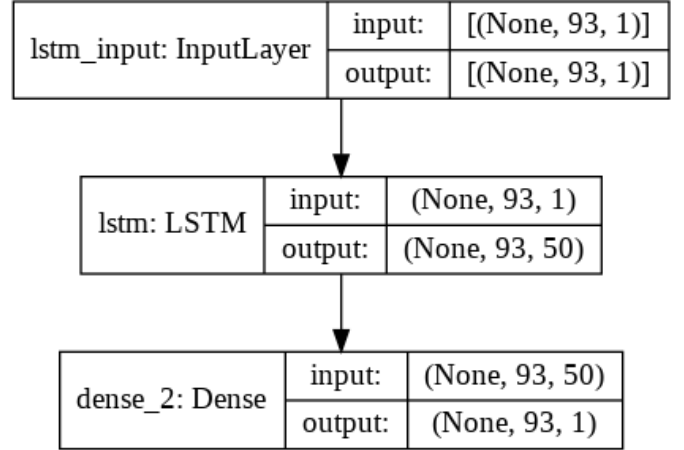 lstm_input: InputLayer
input:
[(None, 93, 1)]
output:
[(None, 93, 1)]
lstm: LSTM
input:
(None, 93, 1)
output:
(None, 93, 50)
dense_2: Dense
input:
(None, 93, 50)
output:
(None, 93, 1)